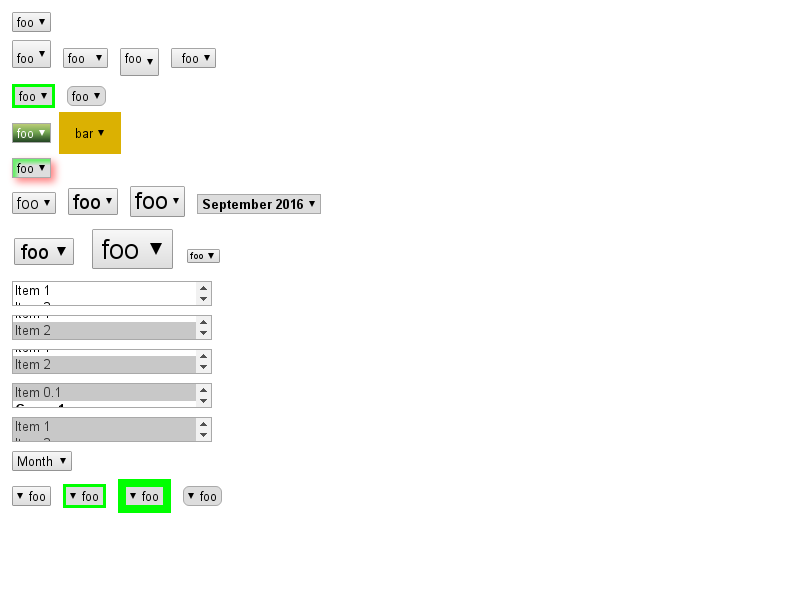 foo ▼
foo ▼ foo ▼ foo ▼ foo ▼
foo ▼ foo ▼
foo ▼ bar ▼
foo ▼
foo ▼ foo ▼ foo ▼ September 2016 ▼
foo ▼ foo ▼ foo ▼
Item 1
Item 2
Item 2
Item 0.1
Item 1
Month ▼
▼ foo ▼ foo ▼ foo ▼ foo